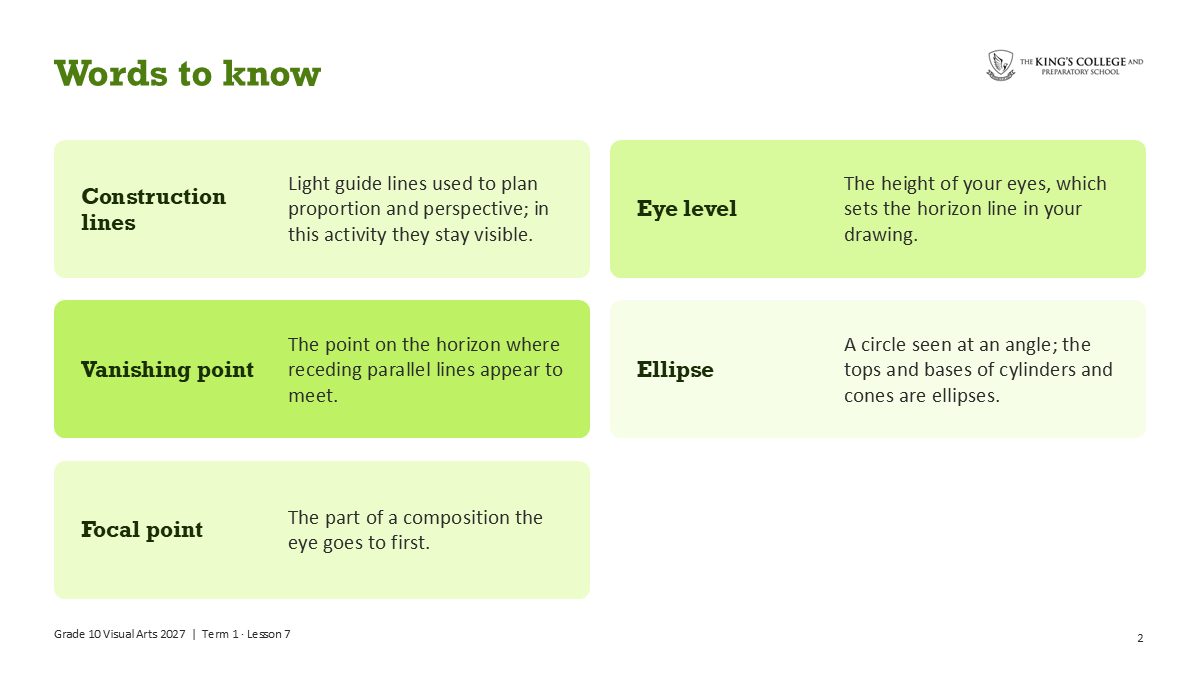 Words to know
THE KING'S COLLEGE AND
PREPARATORY SCHOOL
Construction
lines
Light guide lines used to plan
proportion and perspective; in
this activity they stay visible.
Eye level
The height of your eyes, which
sets the horizon line in your
drawing.
Vanishing point
The point on the horizon where
receding parallel lines appear to
meet.
Ellipse
A circle seen at an angle; the
tops and bases of cylinders and
cones are ellipses.
Focal point
The part of a composition the
eye goes to first.
Grade 10 Visual Arts 2027 | Term 1 · Lesson 7
2